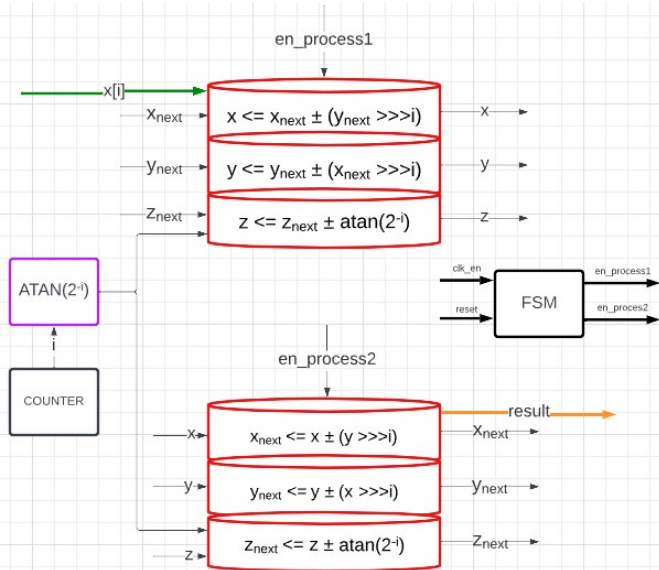 en_process1
x[i]
xnext
x <= xnext ± (ynext >>>i)
x
ynext
y <= ynext ± (xnext >>>i)
y
znext
z <= znext ± atan(2-i)
z
ATAN(2-i)
clk_en
reset
FSM
en_process1
en_proces2
i
COUNTER
en_process2
result
x
xnext <= x ± (y >>>i)
xnext
y
ynext <= y ± (x >>>i)
ynext
z
znext <= z ± atan(2-i)
znext